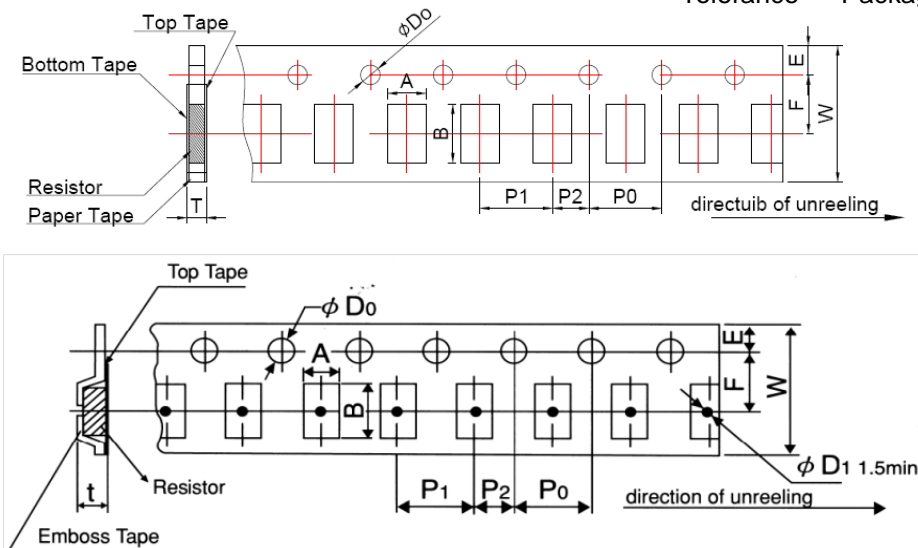 Top Tape
ϕDo
Bottom Tape
A
E
F
W
B
Resistor
Paper Tape
T
P1
P2
P0
directuib of unreeling
Top Tape
ϕ D0
A
E
F
W
B
ϕ D1 1.5min
t
Resistor
P1
P2
P0
direction of unreeling
Emboss Tape